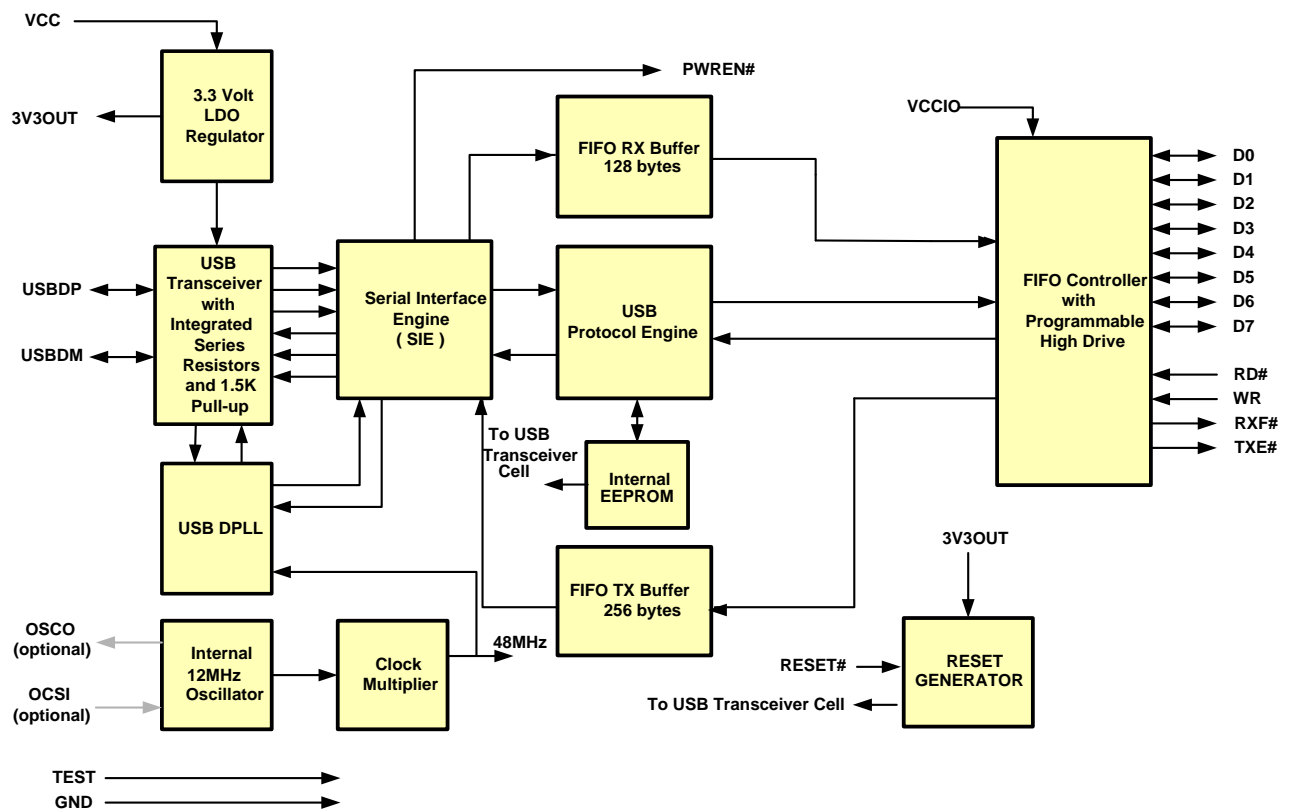 VCC
3.3 Volt
LDO
Regulator
3V3OUT
PWREN#
FIFO RX Buffer
128 bytes
VCCIO
FIFO Controller
with
Programmable
High Drive
D0
D1
D2
D3
D4
D5
D6
D7
RD#
WR
RXF#
TXE#
USBDP
USBDM
USB
Transceiver
with
Integrated
Series
Resistors
and 1.5K
Pull-up
Serial Interface
Engine
( SIE )
USB
Protocol Engine
To USB
Transceiver
Cell
Internal
EEPROM
USB DPLL
FIFO TX Buffer
256 bytes
3V3OUT
RESET#
RESET
GENERATOR
To USB Transceiver Cell
OSCO
(optional)
OCSI
(optional)
Internal
12MHz
Oscillator
Clock
Multiplier
48MHz
TEST
GND